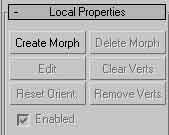 - Local Properties
Create Morph Delete Morph
Edit Clear Verts
Reset Orient. Remove Verts
Enabled